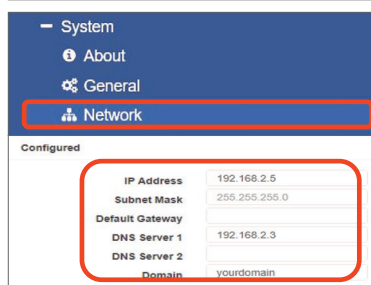 − System
About
General
Network
Configured
IP Address 192.168.2.5
Subnet Mask 255.255.255.0
Default Gateway
DNS Server 1 192.168.2.3
DNS Server 2
Domain yourdomain